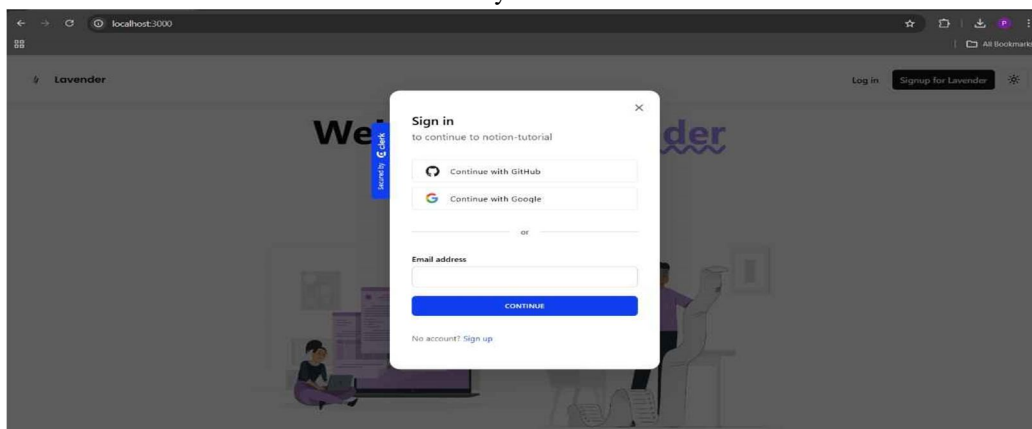 localhost:3000
All Bookmarks
Lavender
Log in
Signup for Lavender
We
der
Secured by clerk
Sign in
to continue to notion-tutorial
Continue with GitHub
Continue with Google
or
Email address
CONTINUE
No account? Sign up